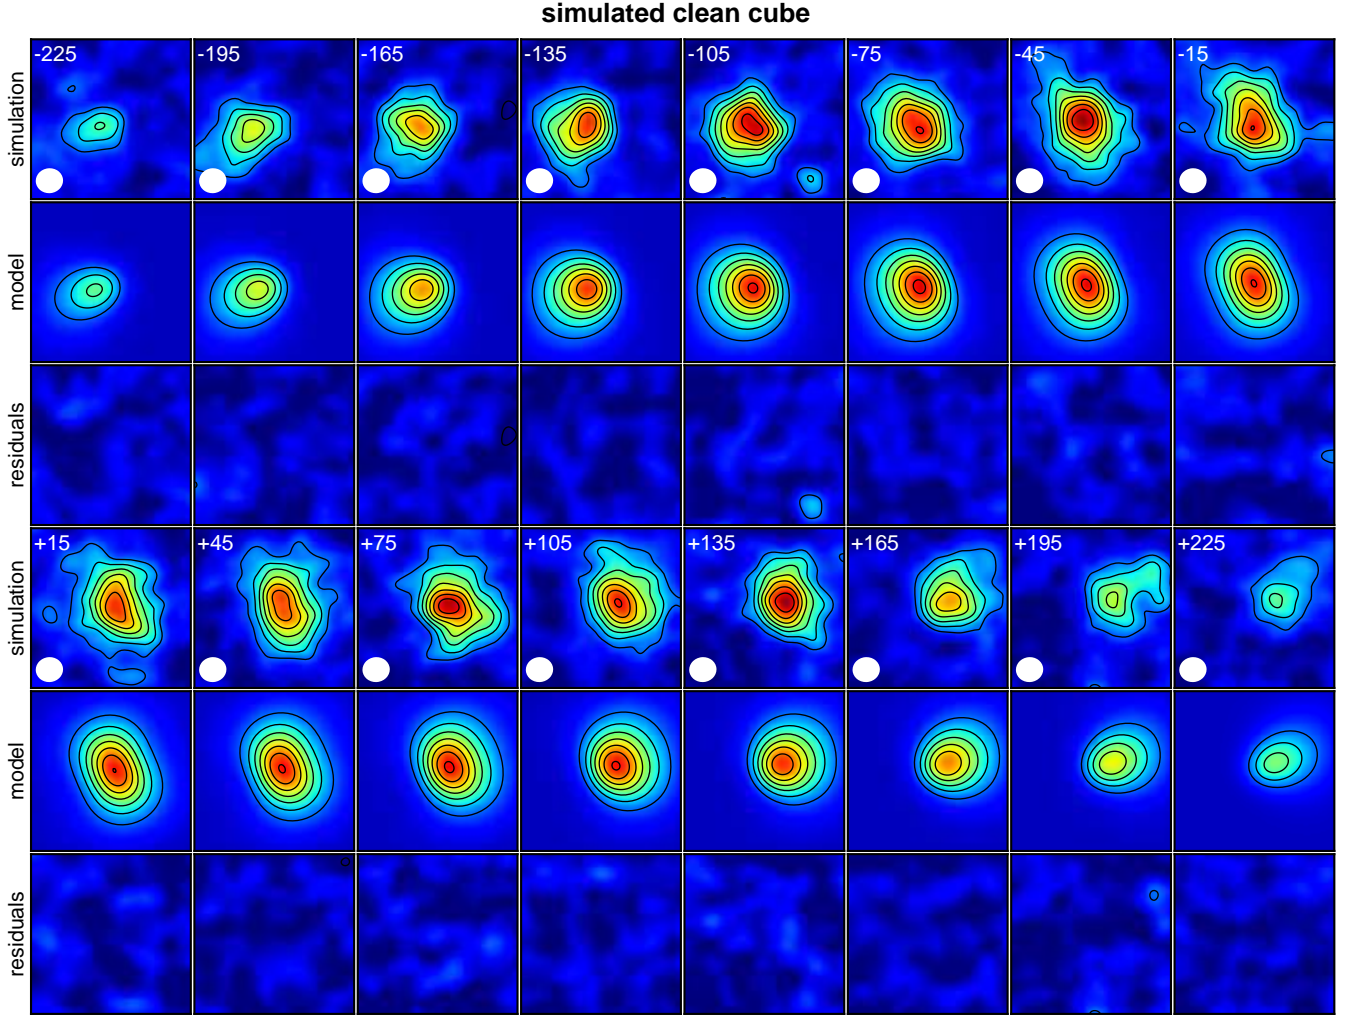 simulated clean cube
simulation
-225
-195
-165
-135
-105
-75
-45
-15
model
residuals
simulation
+15
+45
+75
+105
+135
+165
+195
+225
model
residuals